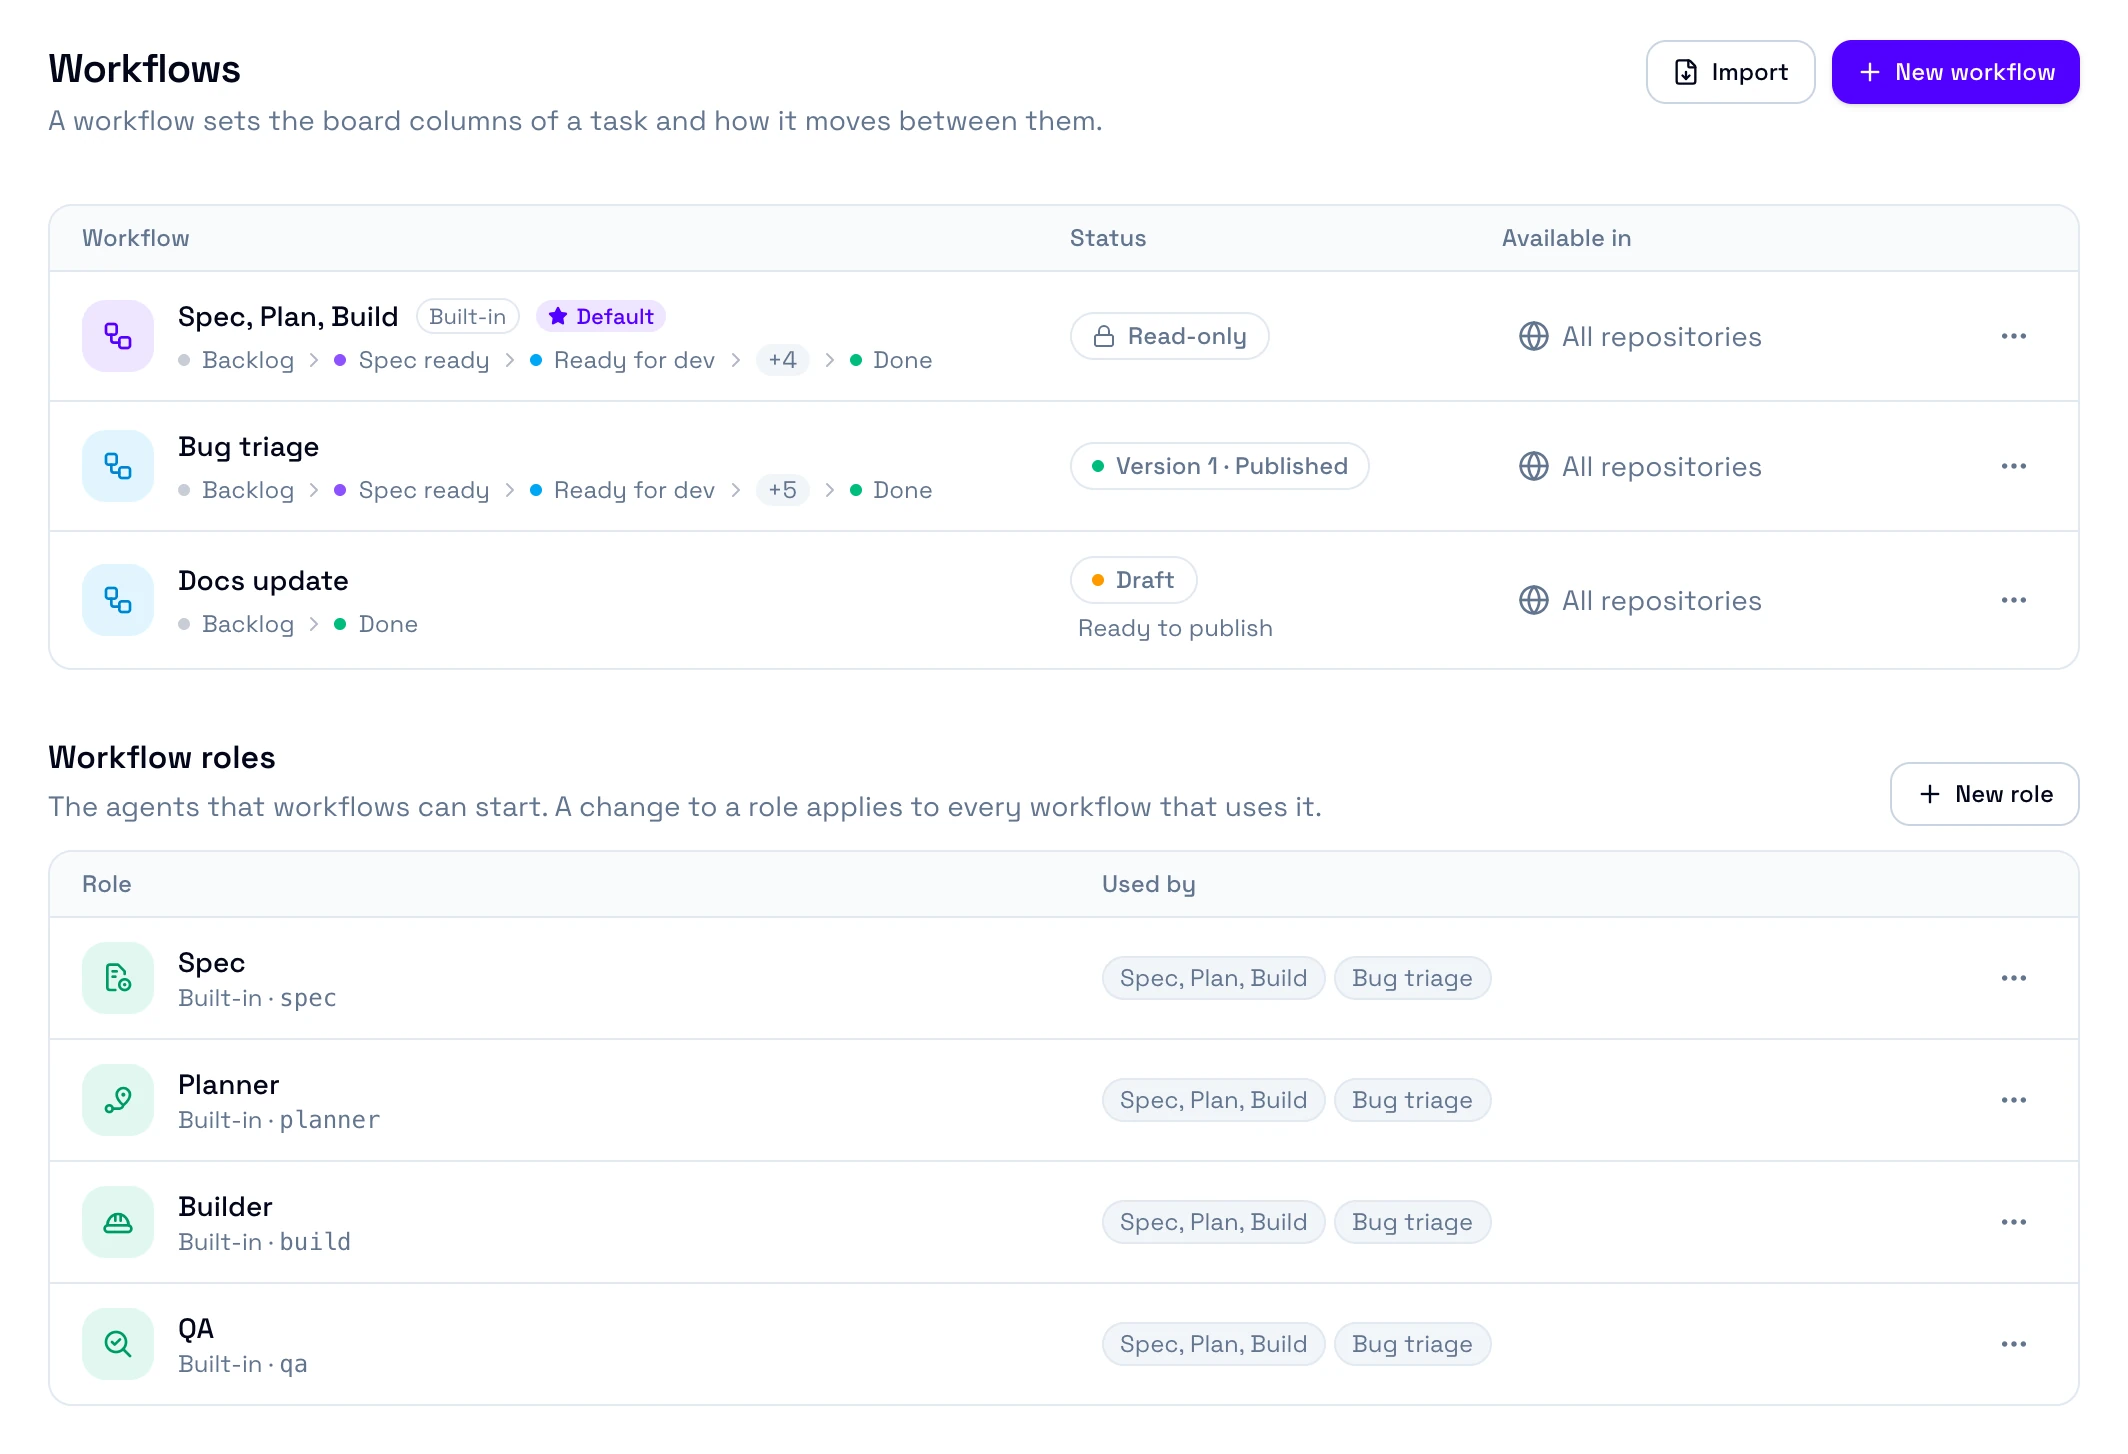 Workflows
Import
New workflow
A workflow sets the board columns of a task and how it moves between them.
Workflow Status Available in
Spec, Plan, Build Built-in Default
Backlog Spec ready Ready for dev +4 Done
Read-only
All repositories
Bug triage
Backlog Spec ready Ready for dev +5 Done
Version 1 · Published
All repositories
Docs update
Backlog Done
Draft
Ready to publish
All repositories
Workflow roles
The agents that workflows can start. A change to a role applies to every workflow that uses it.
New role
Role Used by
Spec
Built-in · spec
Spec, Plan, Build Bug triage
Planner
Built-in · planner
Spec, Plan, Build Bug triage
Builder
Built-in · build
Spec, Plan, Build Bug triage
QA
Built-in · qa
Spec, Plan, Build Bug triage